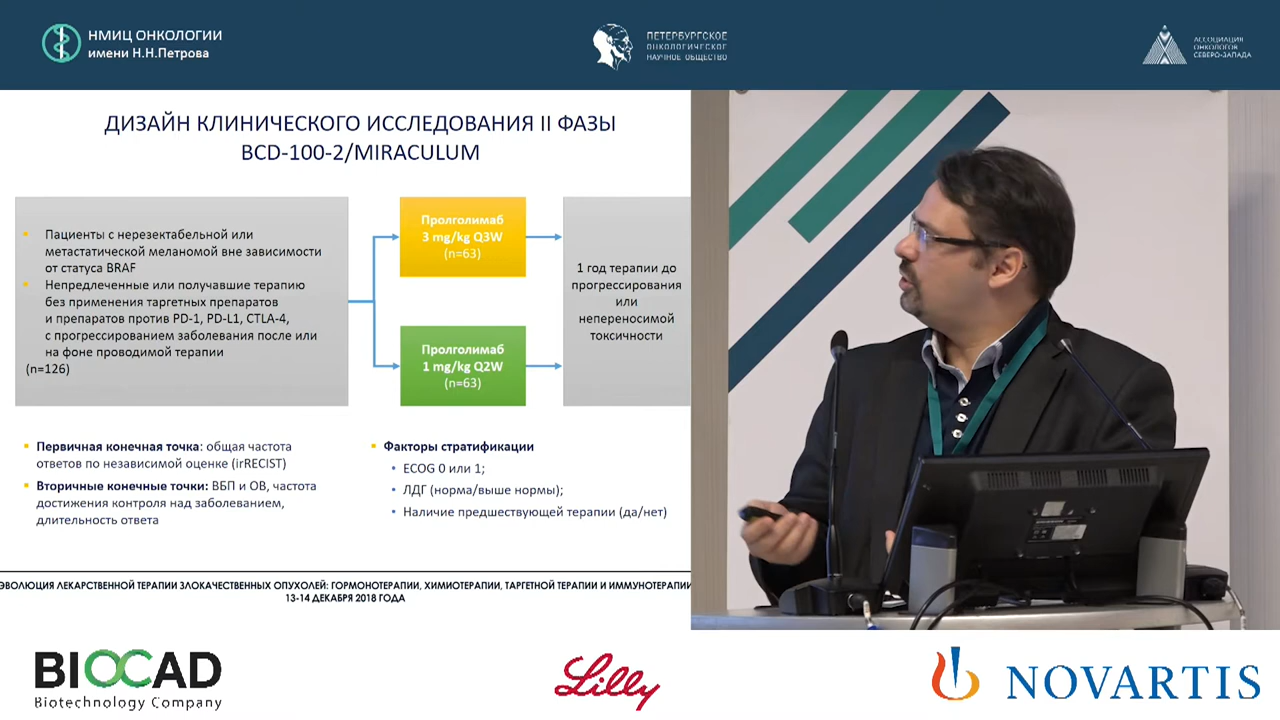 НМИЦ ОНКОЛОГИИ
имени Н.Н.Петрова
ПЕТЕРБУРГСКОЕ
ОНКОЛОГИЧЕСКОЕ
НАУЧНОЕ ОБЩЕСТВО
АССОЦИАЦИЯ
ОНКОЛОГОВ
СЕВЕРО-ЗАПАДА
ДИЗАЙН КЛИНИЧЕСКОГО ИССЛЕДОВАНИЯ II ФАЗЫ
BCD-100-2/MIRACULUM
Пациенты с нерезектабельной или
метастатической меланомой вне зависимости
от статуса BRAF
Непредлеченные или получавшие терапию
без применения таргетных препаратов
и препаратов против PD-1, PD-L1, CTLA-4,
с прогрессированием заболевания после или
на фоне проводимой терапии
(n=126)
Пролголимаб
3 mg/kg Q3W
(n=63)
Пролголимаб
1 mg/kg Q2W
(n=63)
1 год терапии до
прогрессирования
или
непереносимой
токсичности
Первичная конечная точка: общая частота
ответов по независимой оценке (irRECIST)
Вторичные конечные точки: ВБП и ОВ, частота
достижения контроля над заболеванием,
длительность ответа
Факторы стратификации
ECOG 0 или 1;
ЛДГ (норма/выше нормы);
Наличие предшествующей терапии (да/нет)
ЭВОЛЮЦИЯ ЛЕКАРСТВЕННОЙ ТЕРАПИИ ЗЛОКАЧЕСТВЕННЫХ ОПУХОЛЕЙ: ГОРМОНОТЕРАПИИ, ХИМИОТЕРАПИИ, ТАРГЕТНОЙ ТЕРАПИИ И ИММУНОТЕРАПИИ
13-14 ДЕКАБРЯ 2018 ГОДА
BIOCAD
Biotechnology Company
Lilly
NOVARTIS